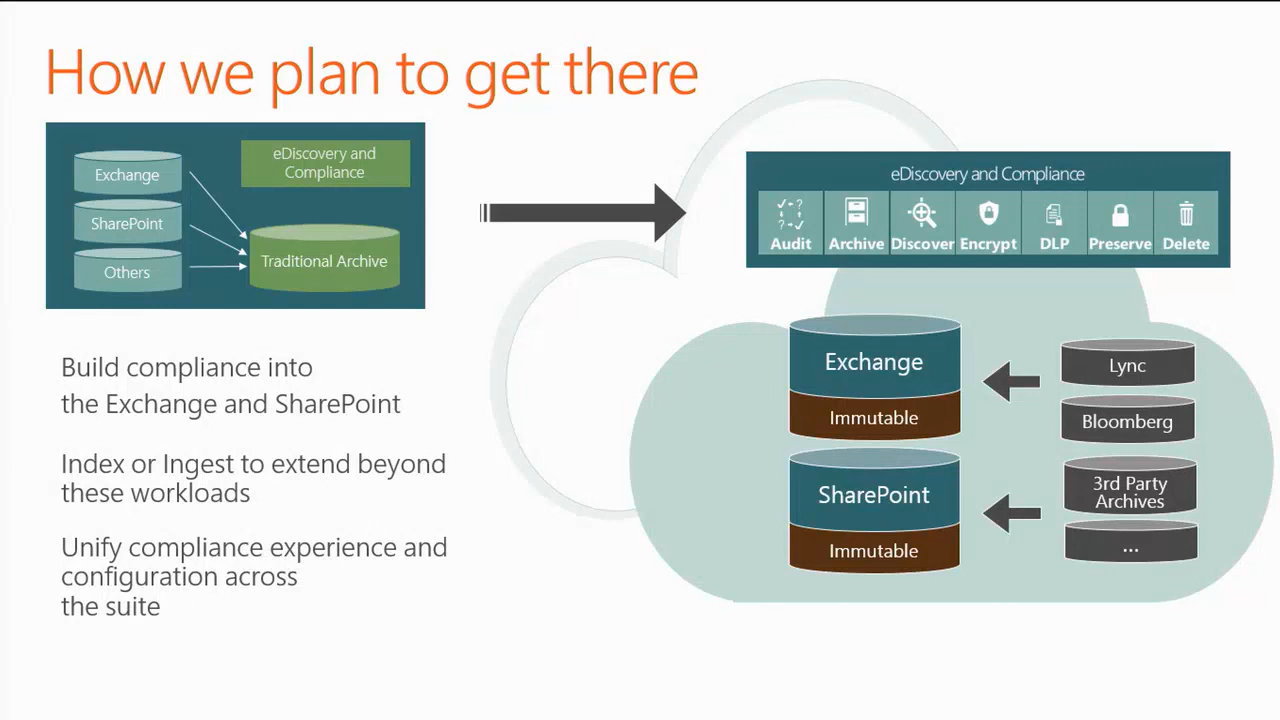 How we plan to get there
Exchange
SharePoint
Others
eDiscovery and
Compliance
Traditional Archive
Build compliance into
the Exchange and SharePoint
Index or Ingest to extend beyond
these workloads
Unify compliance experience and
configuration across
the suite
eDiscovery and Compliance
Audit Archive Discover Encrypt DLP Preserve Delete
Exchange
Immutable
SharePoint
Immutable
Lync
Bloomberg
3rd Party
Archives
...